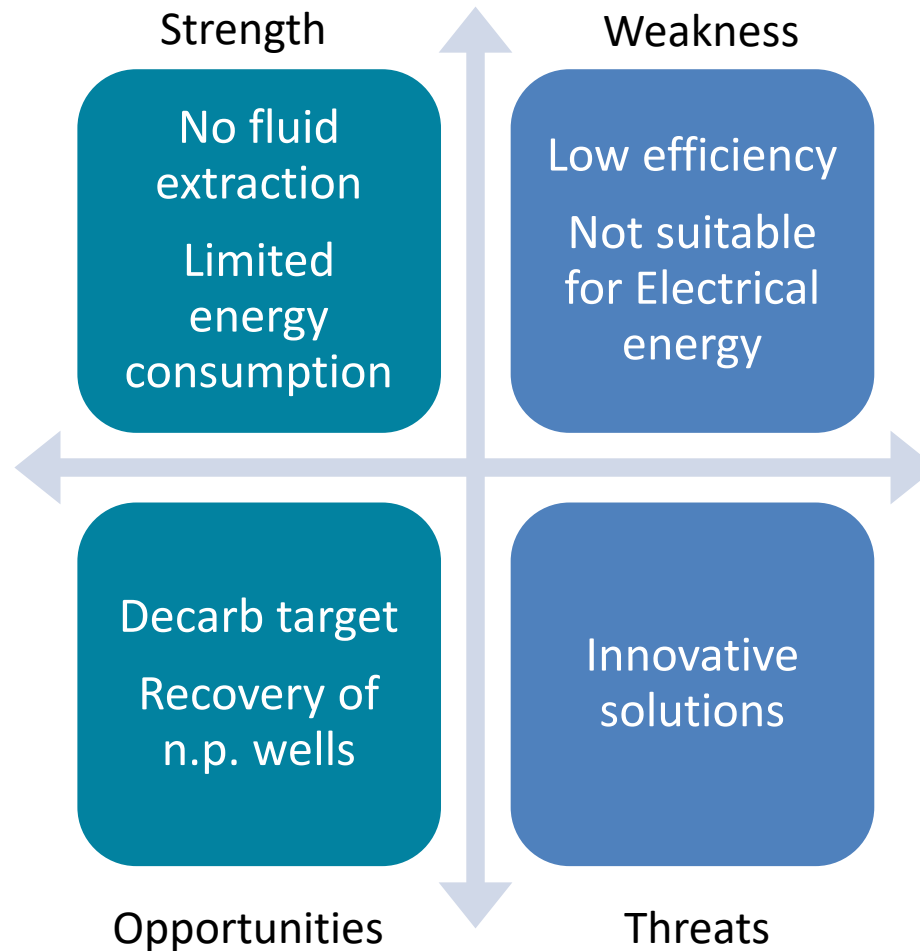 Strength
Weakness
No fluid
extraction
Limited
energy
consumption
Low efficiency
Not suitable
for Electrical
energy
Decarb target
Recovery of
n.p. wells
Innovative
solutions
Opportunities
Threats